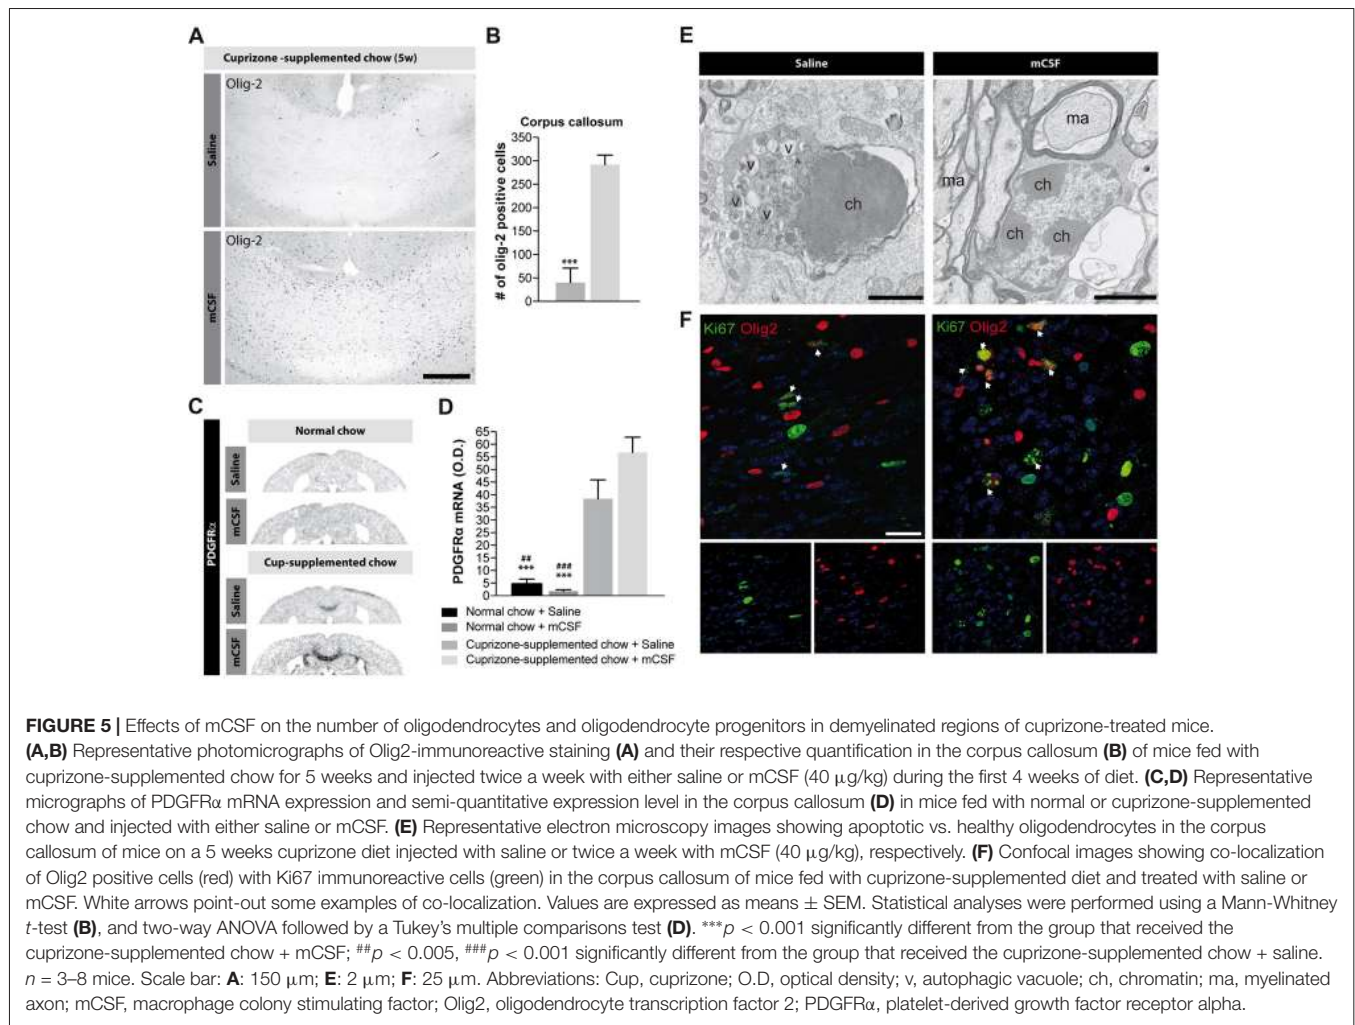 A
Cuprizone -supplemented chow (5w)
Saline
Olig-2
mCSF
Olig-2
B
Corpus callosum
# of olig-2 positive cells
350
300
250
200
150
100
50
0
***
C
PDGFRα
Normal chow
Saline
mCSF
Cup-supplemented chow
Saline
mCSF
D
PDGFRα mRNA (O.D.)
65
60
55
50
45
40
35
30
25
20
15
10
5
0
##
***
###
***
Normal chow + Saline
Normal chow + mCSF
Cuprizone-supplemented chow + Saline
Cuprizone-supplemented chow + mCSF
E
Saline
v
v
v
v
ch
mCSF
ma
ma
ch
ch
ch
F
Ki67 Olig2
Ki67 Olig2
FIGURE 5 | Effects of mCSF on the number of oligodendrocytes and oligodendrocyte progenitors in demyelinated regions of cuprizone-treated mice.
(A,B) Representative photomicrographs of Olig2-immunoreactive staining (A) and their respective quantification in the corpus callosum (B) of mice fed with
cuprizone-supplemented chow for 5 weeks and injected twice a week with either saline or mCSF (40 μg/kg) during the first 4 weeks of diet. (C,D) Representative
micrographs of PDGFRα mRNA expression and semi-quantitative expression level in the corpus callosum (D) in mice fed with normal or cuprizone-supplemented
chow and injected with either saline or mCSF. (E) Representative electron microscopy images showing apoptotic vs. healthy oligodendrocytes in the corpus
callosum of mice on a 5 weeks cuprizone diet injected with saline or twice a week with mCSF (40 μg/kg), respectively. (F) Confocal images showing co-localization
of Olig2 positive cells (red) with Ki67 immunoreactive cells (green) in the corpus callosum of mice fed with cuprizone-supplemented diet and treated with saline or
mCSF. White arrows point-out some examples of co-localization. Values are expressed as means ± SEM. Statistical analyses were performed using a Mann-Whitney
t-test (B), and two-way ANOVA followed by a Tukey's multiple comparisons test (D). ***p < 0.001 significantly different from the group that received the
cuprizone-supplemented chow + mCSF; ##p < 0.005, ###p < 0.001 significantly different from the group that received the cuprizone-supplemented chow + saline.
n = 3–8 mice. Scale bar: A: 150 μm; E: 2 μm; F: 25 μm. Abbreviations: Cup, cuprizone; O.D, optical density; v, autophagic vacuole; ch, chromatin; ma, myelinated
axon; mCSF, macrophage colony stimulating factor; Olig2, oligodendrocyte transcription factor 2; PDGFRα, platelet-derived growth factor receptor alpha.